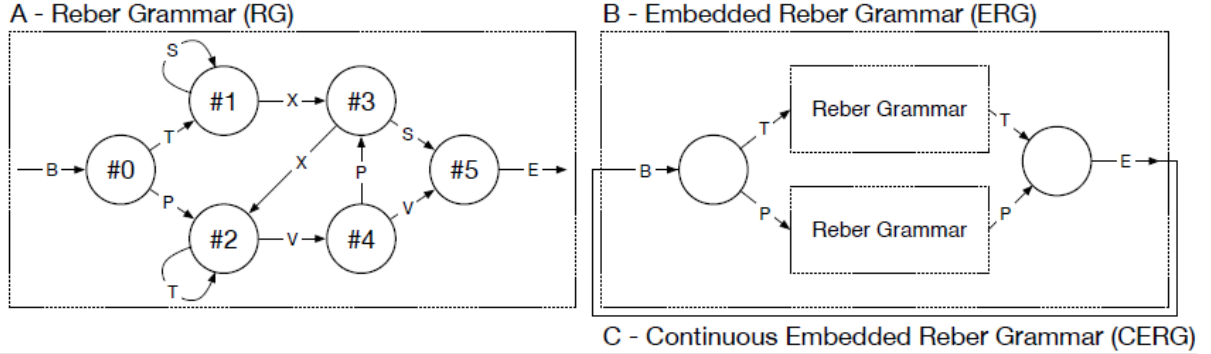 A - Reber Grammar (RG)
B - Embedded Reber Grammar (ERG)
S
#1
X
#3
T
S
B
#0
X
P
#5
E
P
V
#2
V
#4
T
Reber Grammar
T
T
B
E
P
P
Reber Grammar
C - Continuous Embedded Reber Grammar (CERG)